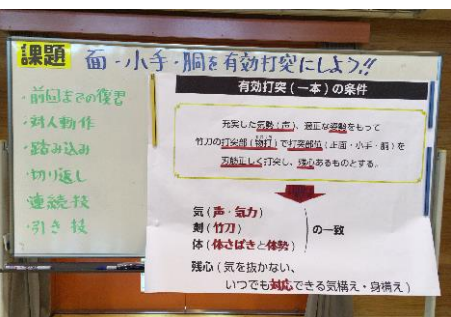 課題 面・小手・胴を有効打突にしよう!!
・前回までの復習
・対人動作
・踏み込み
・切り返し
・連続技
・引き技
有効打突(一本)の条件
充実した気勢(声)、適正な姿勢をもって
竹刀の打突部(物打)で打突部位(正面・小手・胴)を
刃筋正しく打突し、残心あるものとする。
気(声・気力)
剣(竹刀)
体(体さばきと体勢)
の一致
残心(気を抜かない、
いつでも対応できる気構え・身構え)